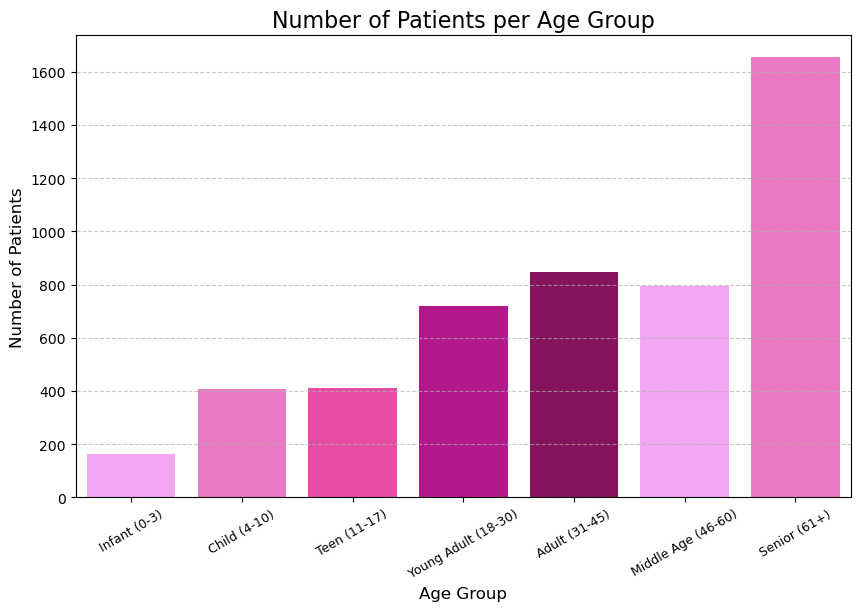 Number of Patients per Age Group
Number of Patients
1600
1400
1200
1000
800
600
400
200
0
Infant (0-3)
Child (4-10)
Teen (11-17)
Young Adult (18-30)
Adult (31-45)
Middle Age (46-60)
Senior (61+)
Age Group